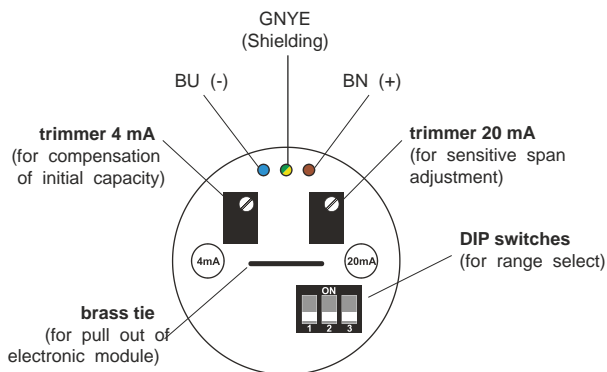 GNYE
(Shielding)
BU (-)
BN (+)
trimmer 4 mA
(for compensation
of initial capacity)
trimmer 20 mA
(for sensitive span
adjustment)
4mA
20mA
DIP switches
(for range select)
ON
1 2 3
brass tie
(for pull out of
electronic module)